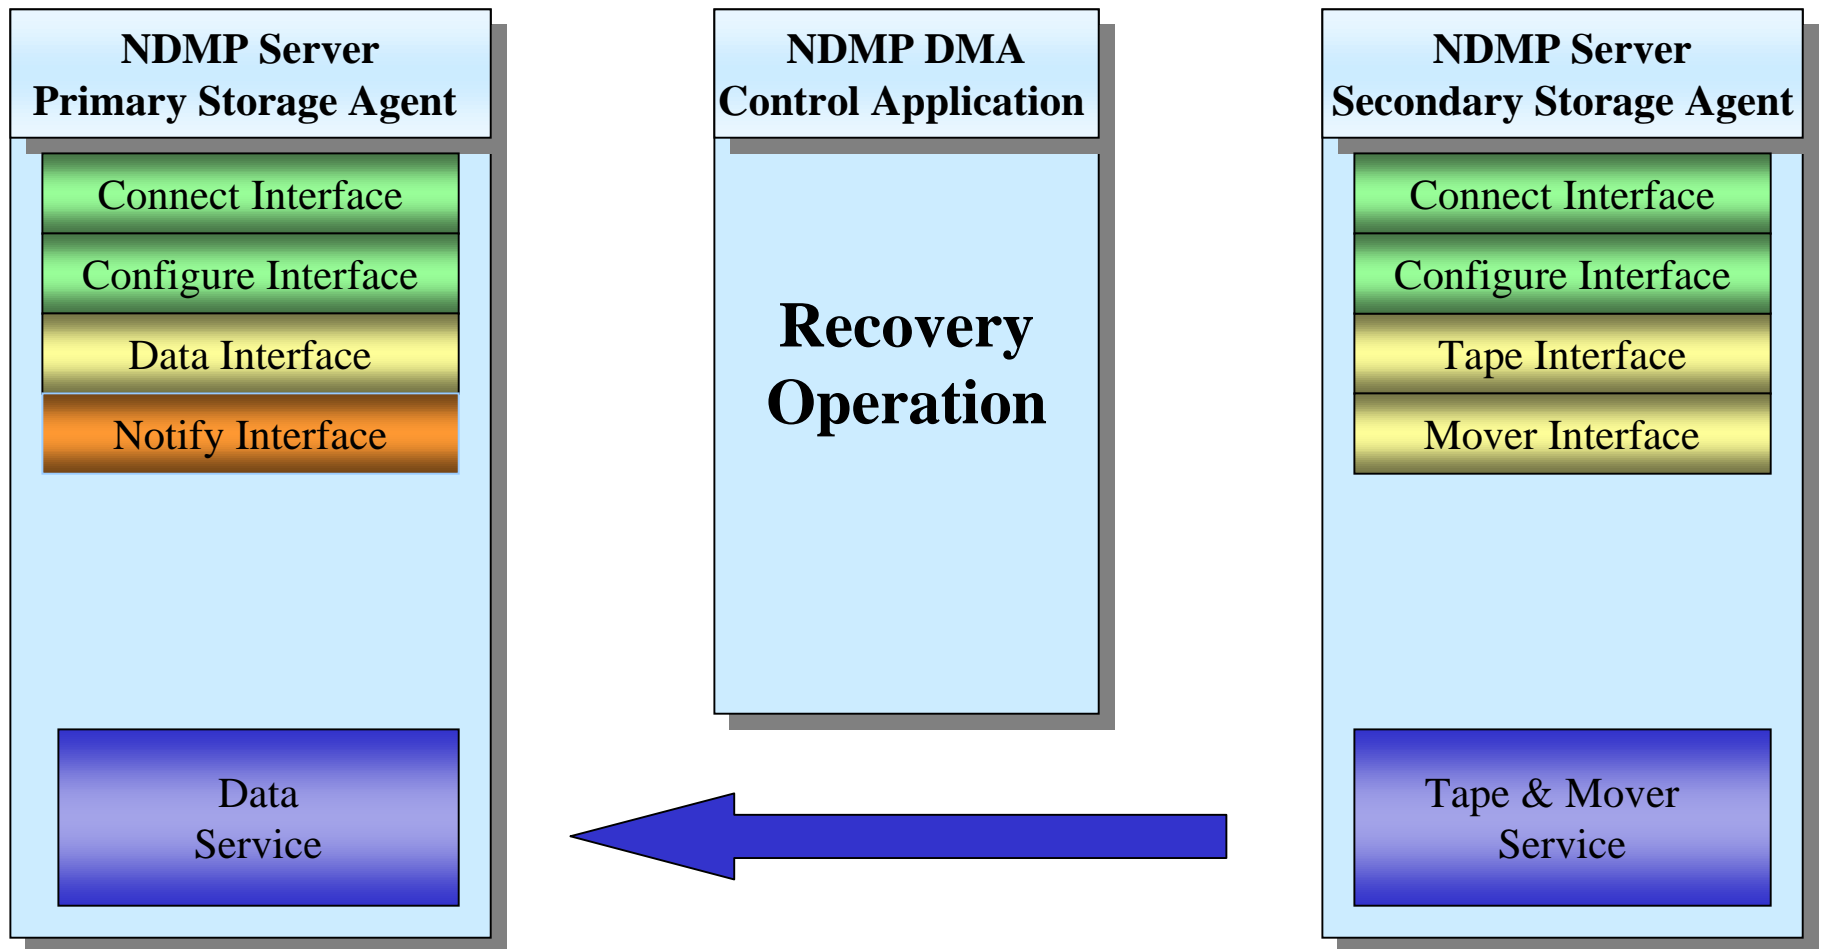 NDMP Server
Primary Storage Agent
Connect Interface
Configure Interface
Data Interface
Notify Interface
Data
Service
NDMP DMA
Control Application
Recovery
Operation
NDMP Server
Secondary Storage Agent
Connect Interface
Configure Interface
Tape Interface
Mover Interface
Tape & Mover
Service